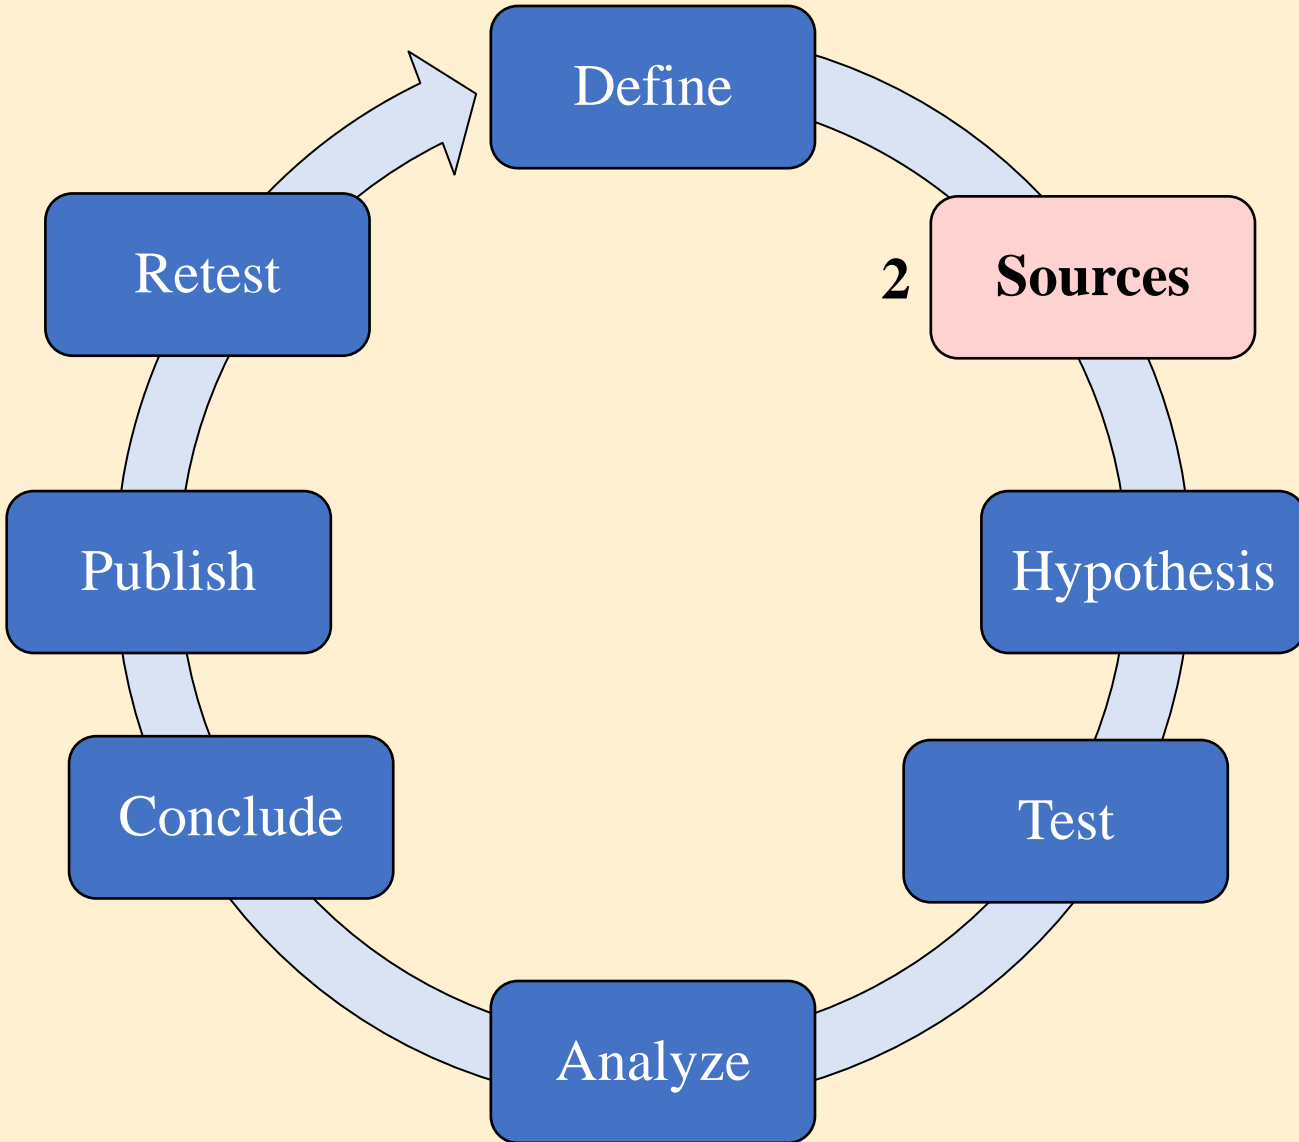 Define
2 Sources
Hypothesis
Test
Analyze
Conclude
Publish
Retest